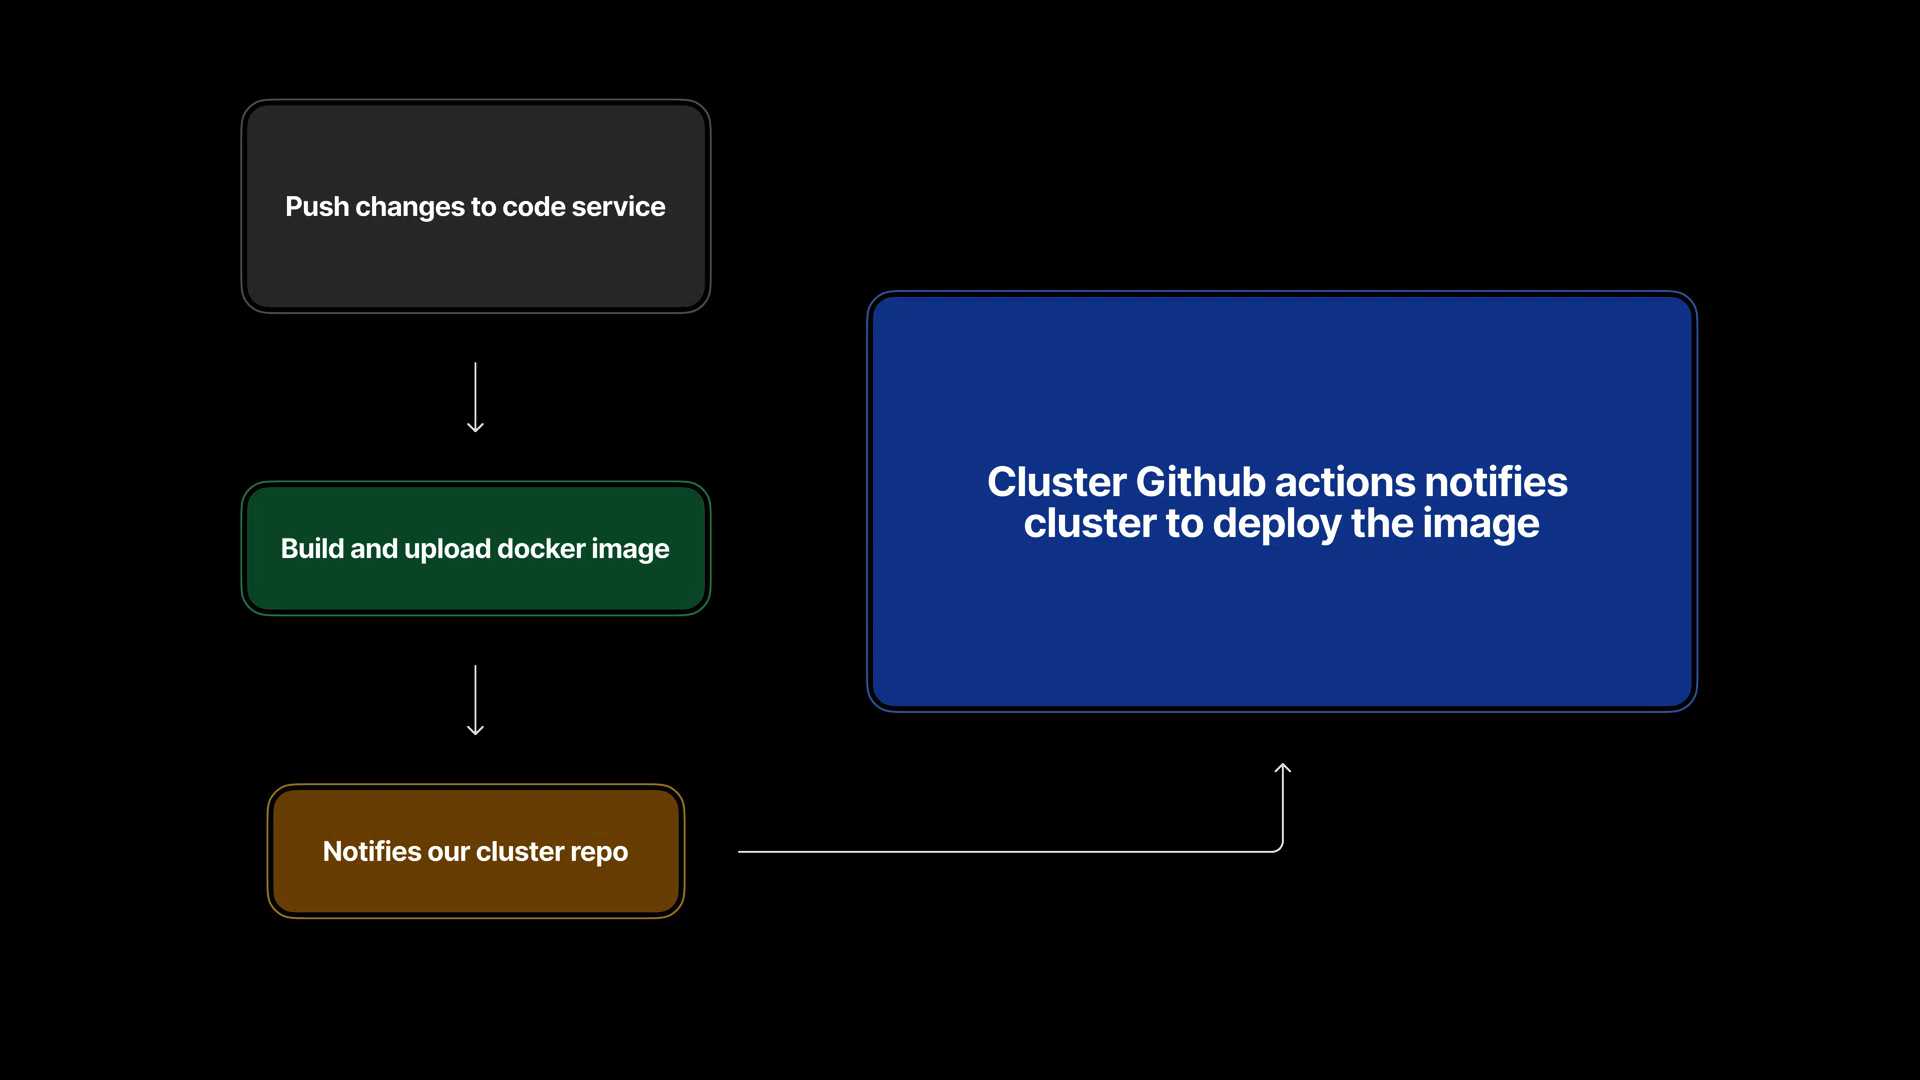 Push changes to code service
Build and upload docker image
Notifies our cluster repo
Cluster Github actions notifies
cluster to deploy the image